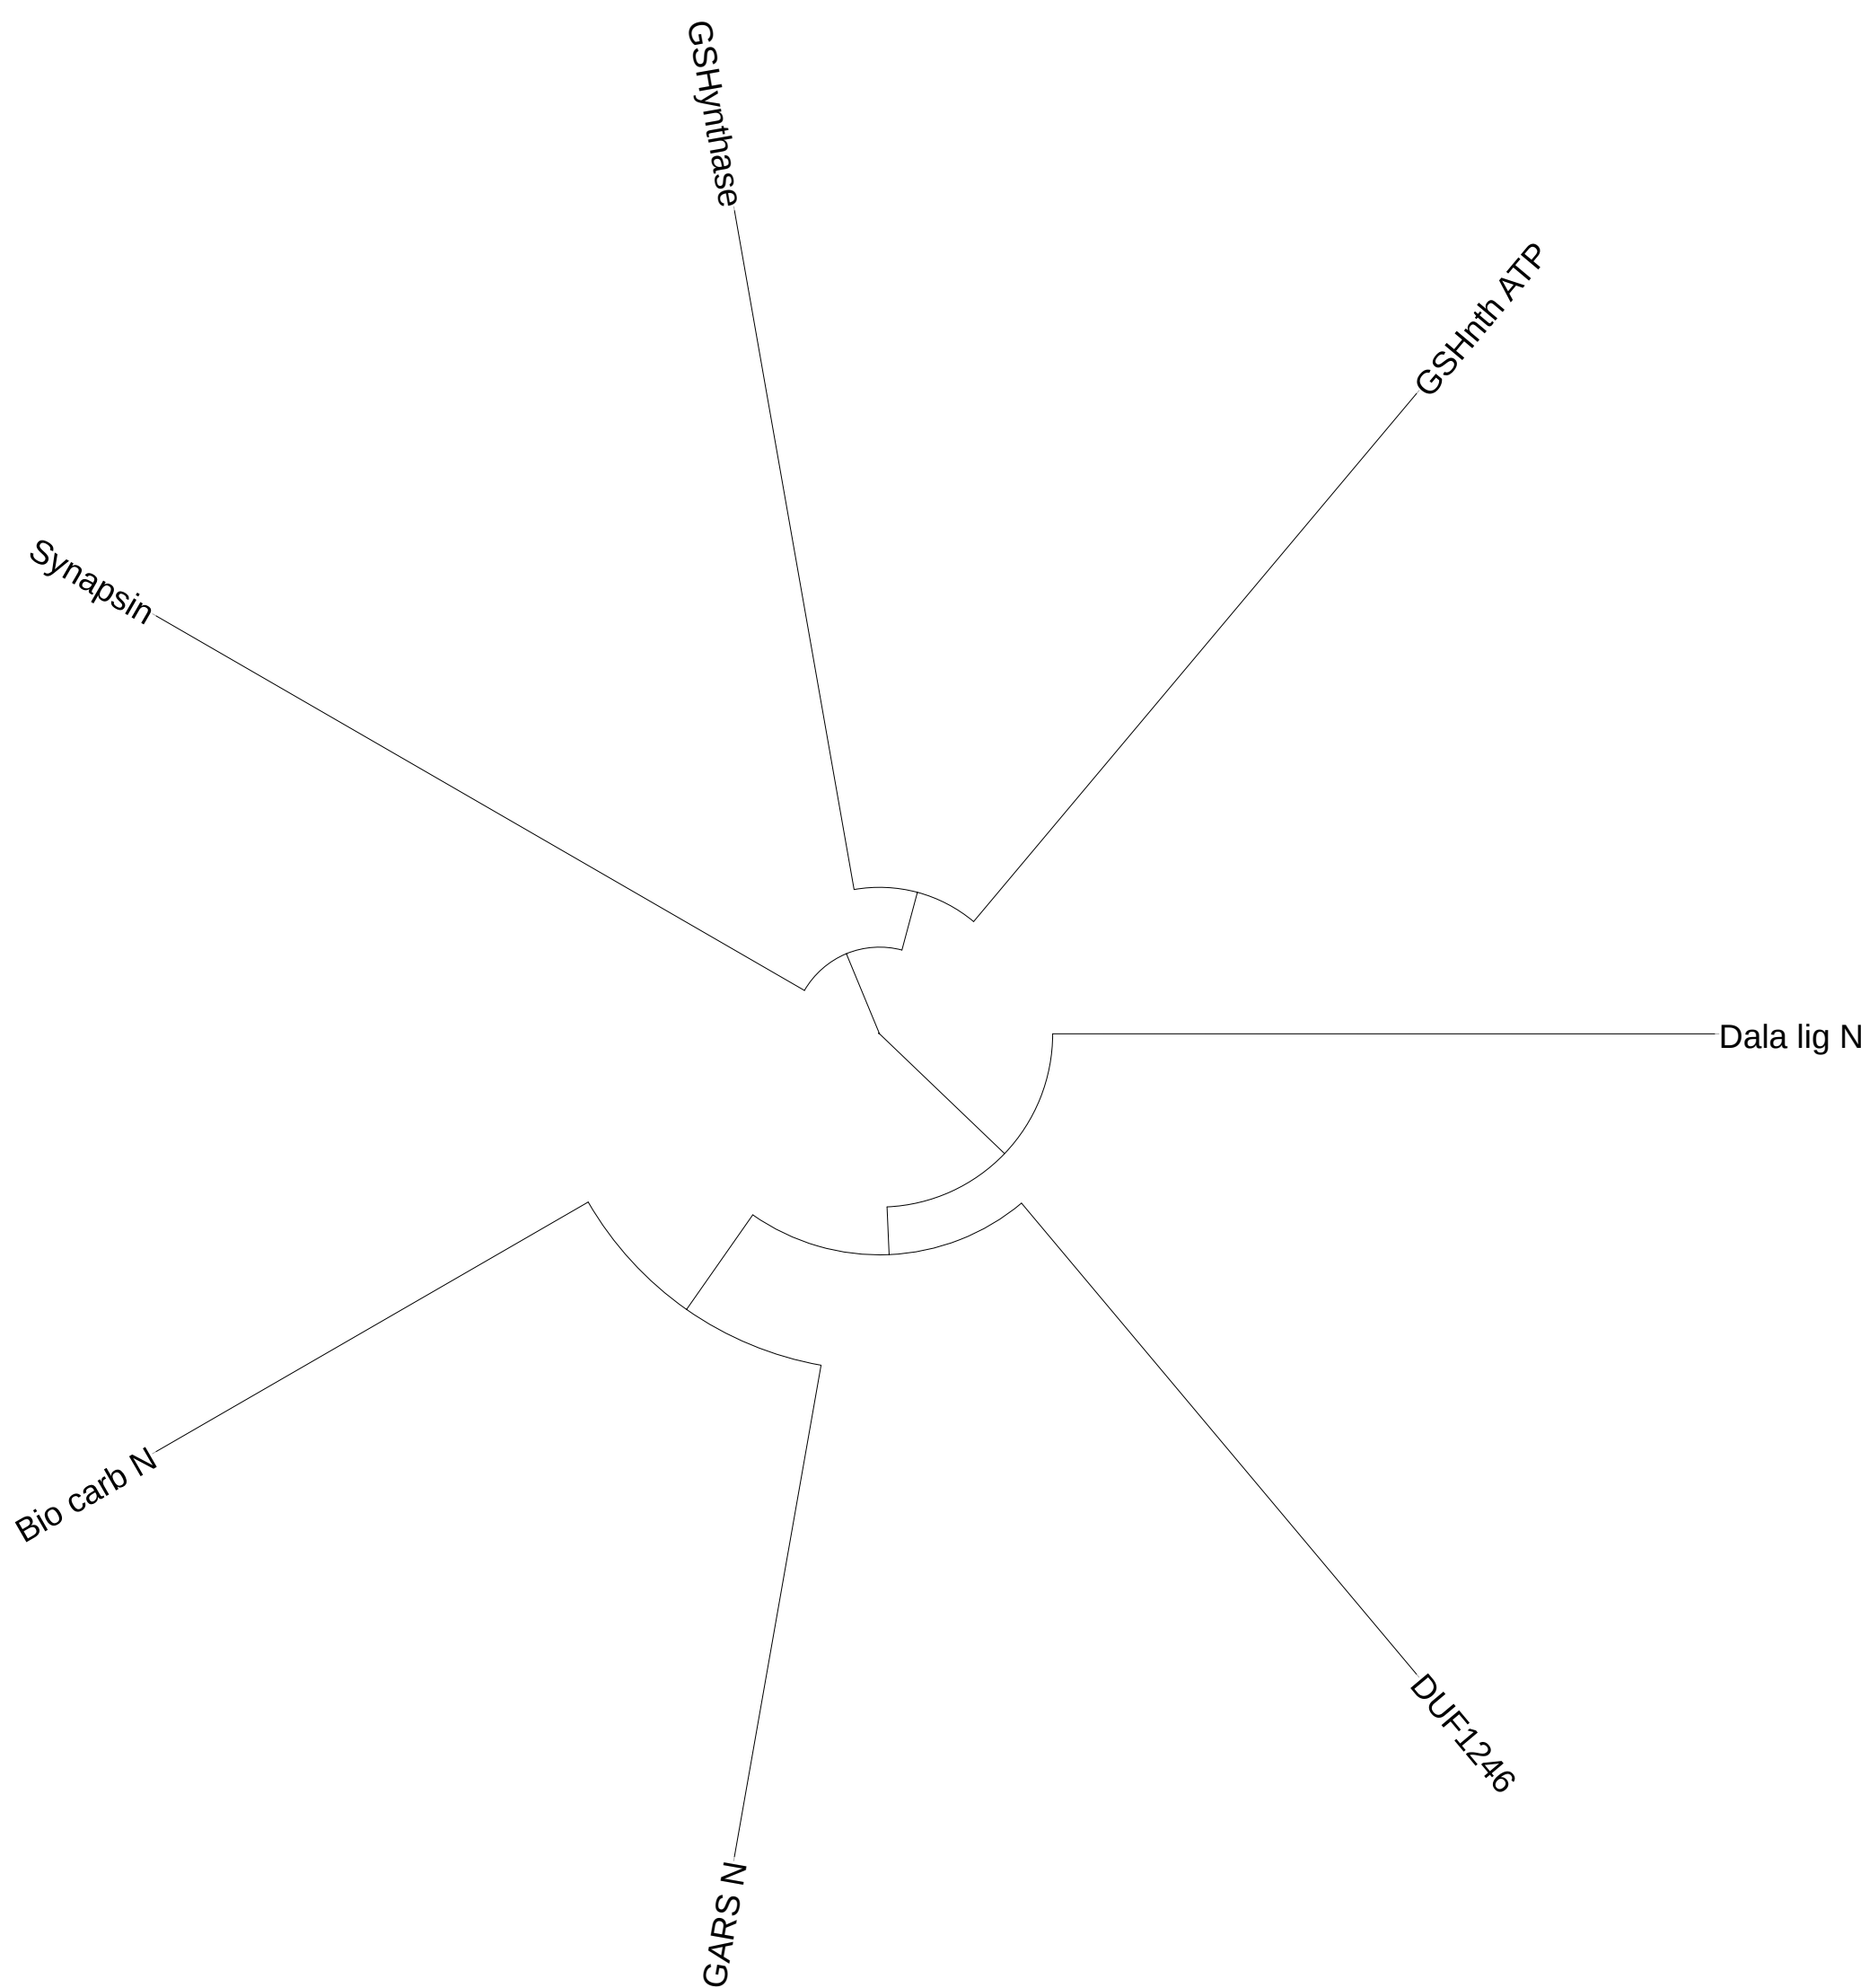 GSHynthase
GSHnth ATP
Synapsin
Dala lig N
Bio carb N
DUF1246
GARS N